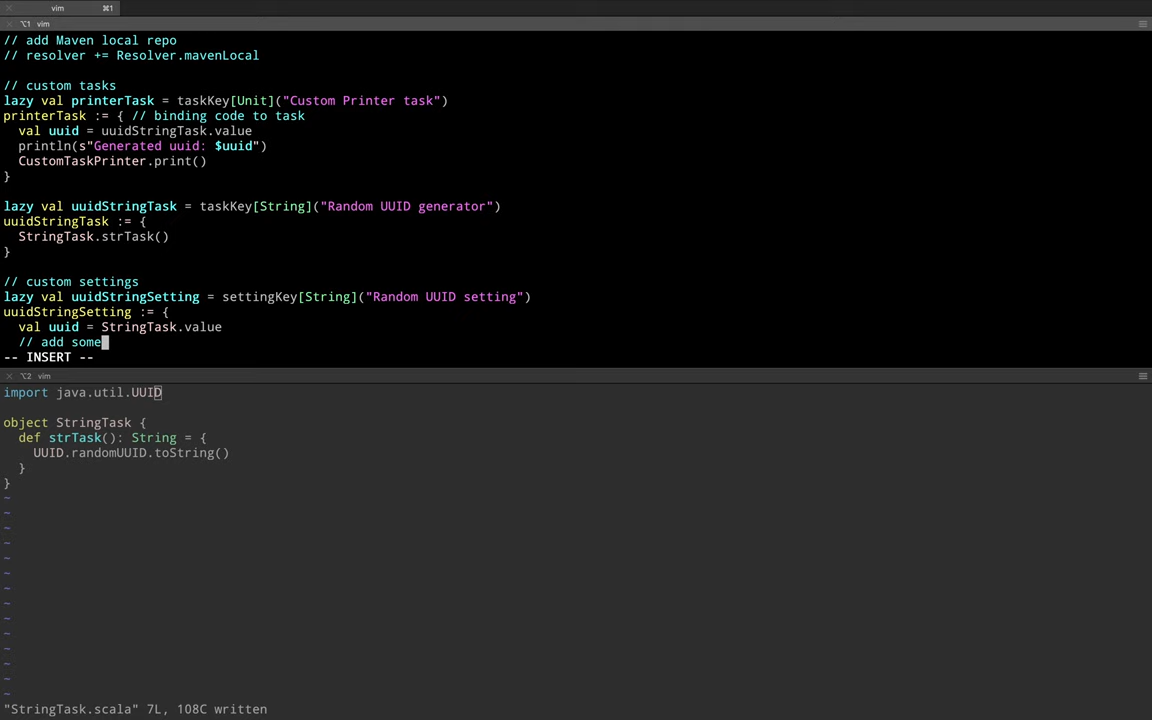 vim ⌘1
⌥1 vim
// add Maven local repo
// resolver += Resolver.mavenLocal
// custom tasks
lazy val printerTask = taskKey[Unit]("Custom Printer task")
printerTask := { // binding code to task
  val uuid = uuidStringTask.value
  println(s"Generated uuid: $uuid")
  CustomTaskPrinter.print()
}
lazy val uuidStringTask = taskKey[String]("Random UUID generator")
uuidStringTask := {
  StringTask.strTask()
}
// custom settings
lazy val uuidStringSetting = settingKey[String]("Random UUID setting")
uuidStringSetting := {
  val uuid = StringTask.value
  // add some
-- INSERT --
⌥2 vim
import java.util.UUID
object StringTask {
  def strTask(): String = {
    UUID.randomUUID.toString()
  }
}
~
~
~
~
~
~
~
~
~
~
~
~
~
~
"StringTask.scala" 7L, 108C written